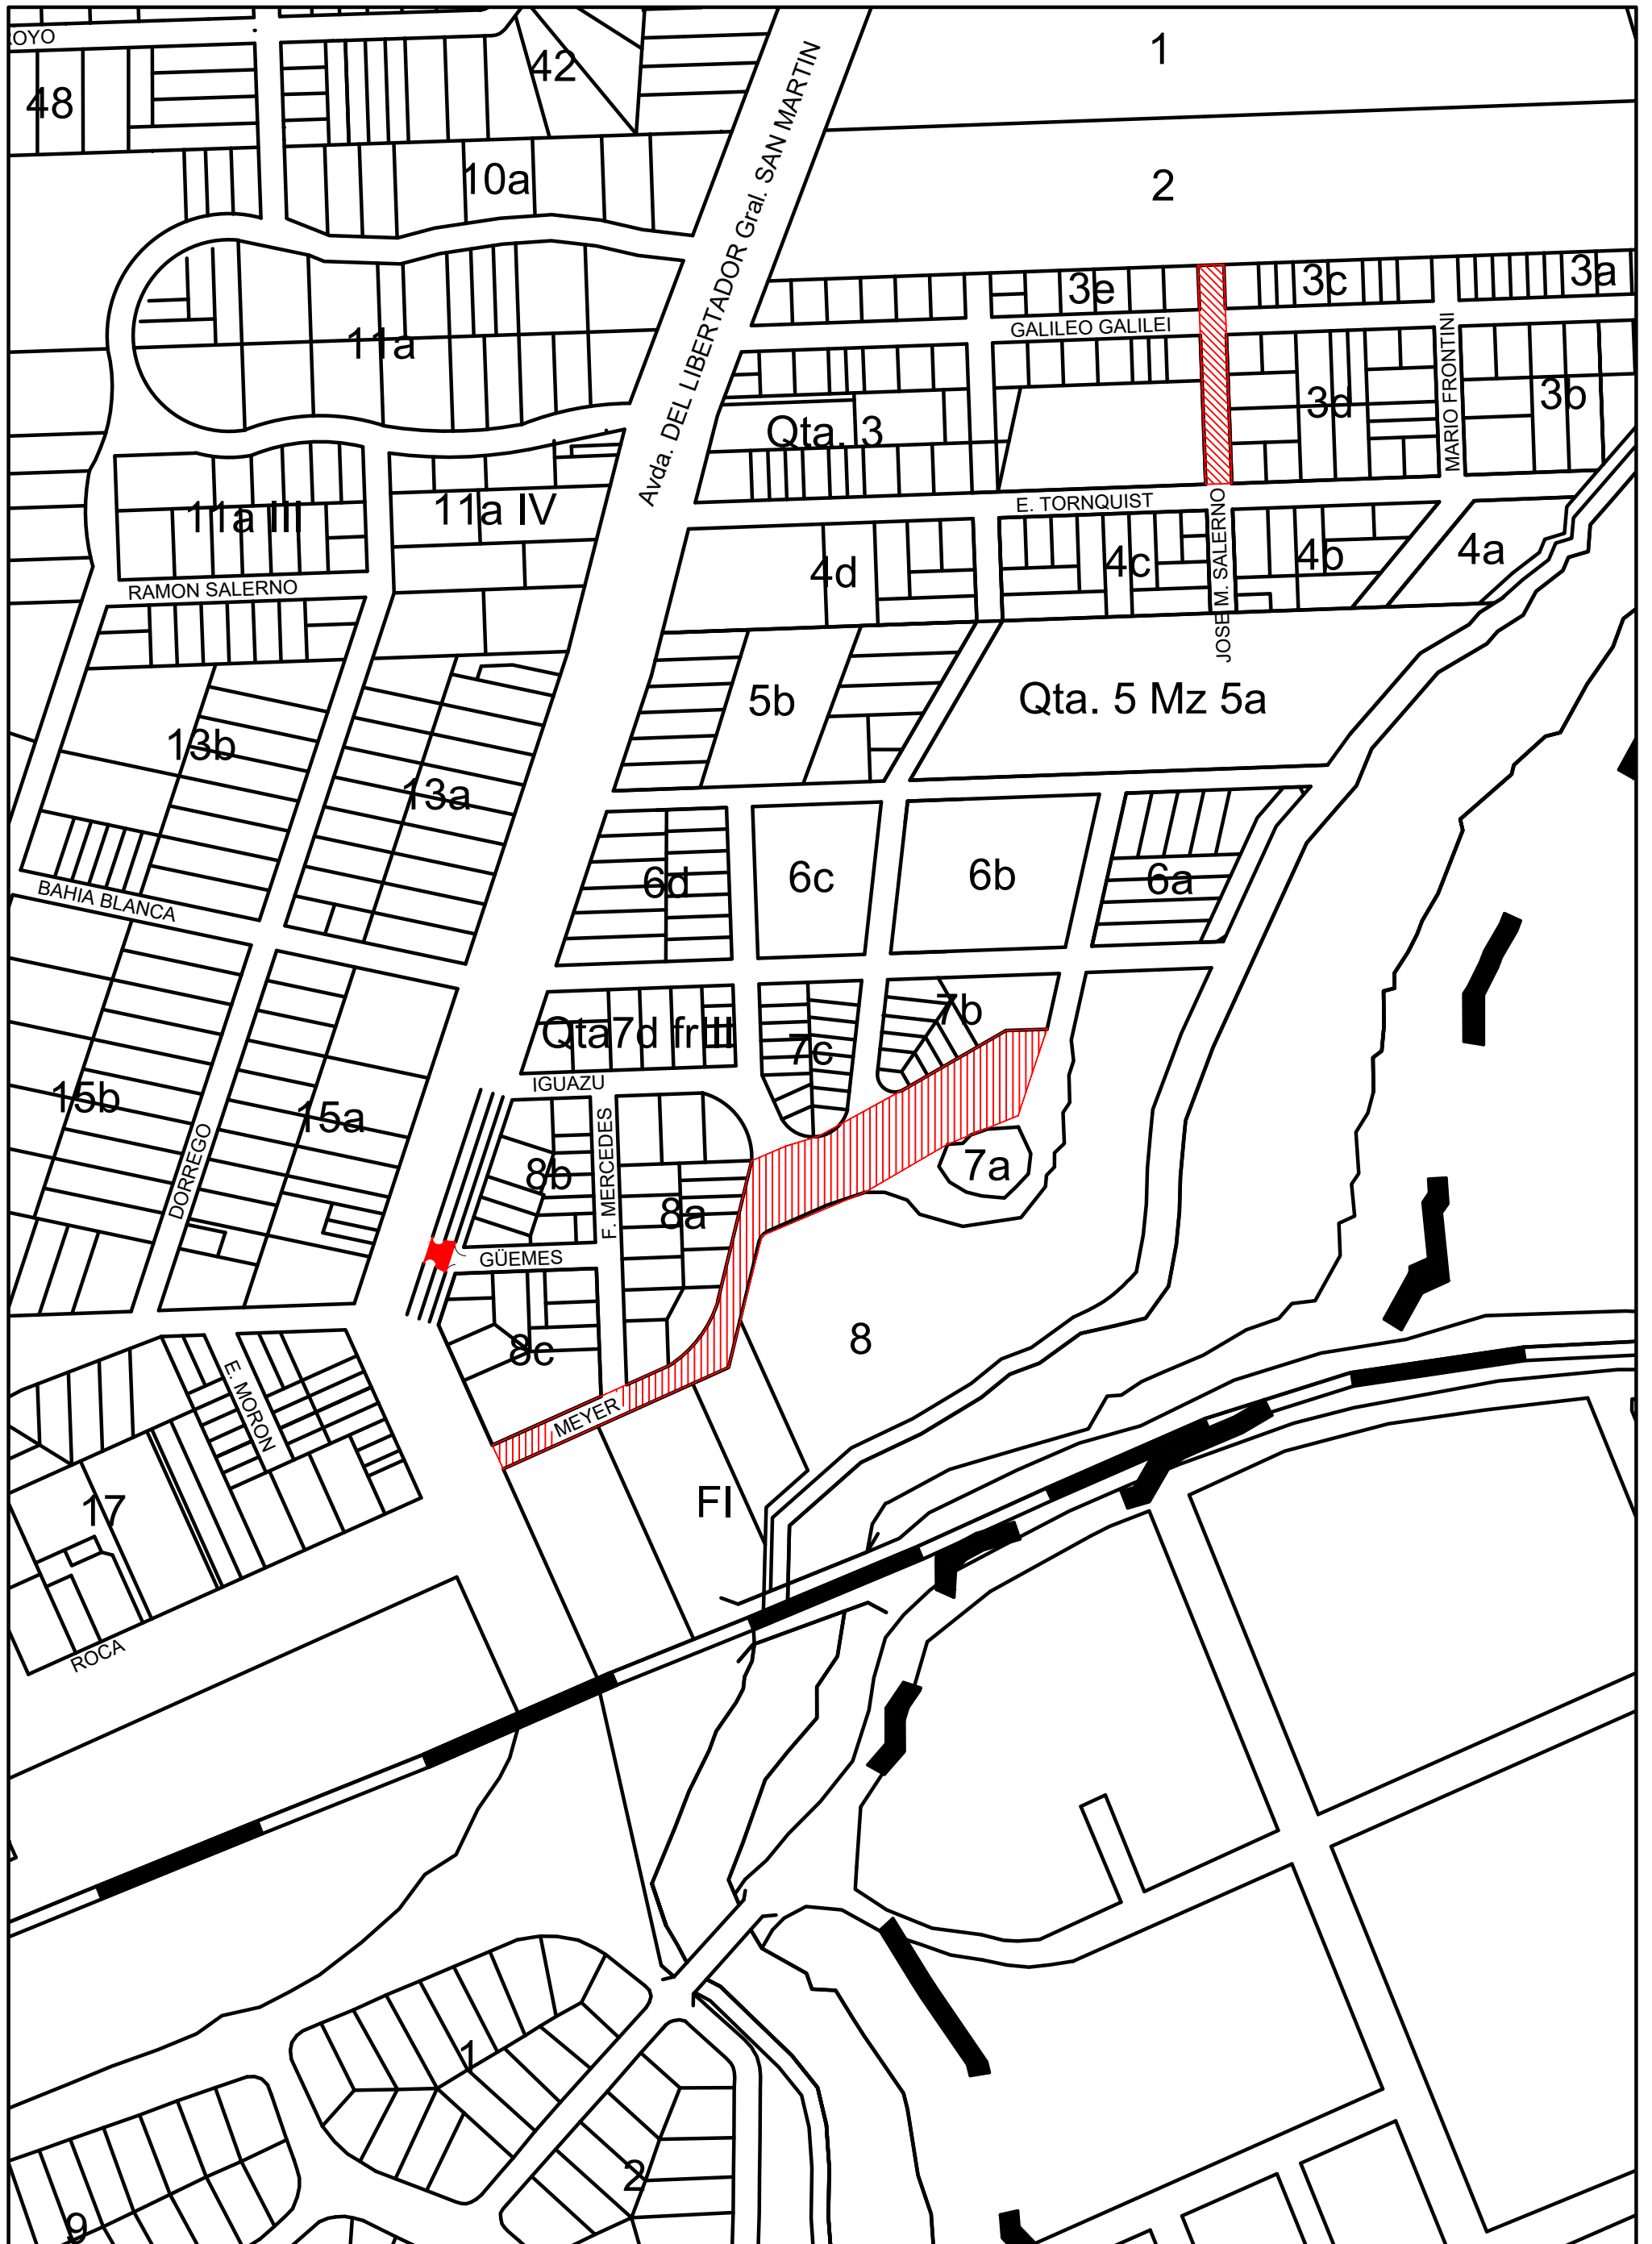 1
OYO
42
48
Avda. DEL LIBERTADOR Gral. SAN MARTIN
10a
2
3e
3c
3a
GALILEO GALILEI
MARIO FRONTINI
11a
3d
3b
Qta. 3
11a III
11a IV
E. TORNQUIST
JOSE M. SALERNO
4d
4c
4b
4a
RAMON SALERNO
5b
Qta. 5 Mz 5a
13b
13a
6d
6c
6b
6a
BAHIA BLANCA
Qta7d frIII
7c
7b
15b
15a
IGUAZU
F. MERCEDES
DORREGO
8b
8a
7a
GÜEMES
8c
8
E. MORON
MEYER
FI
17
ROCA
1
2
9